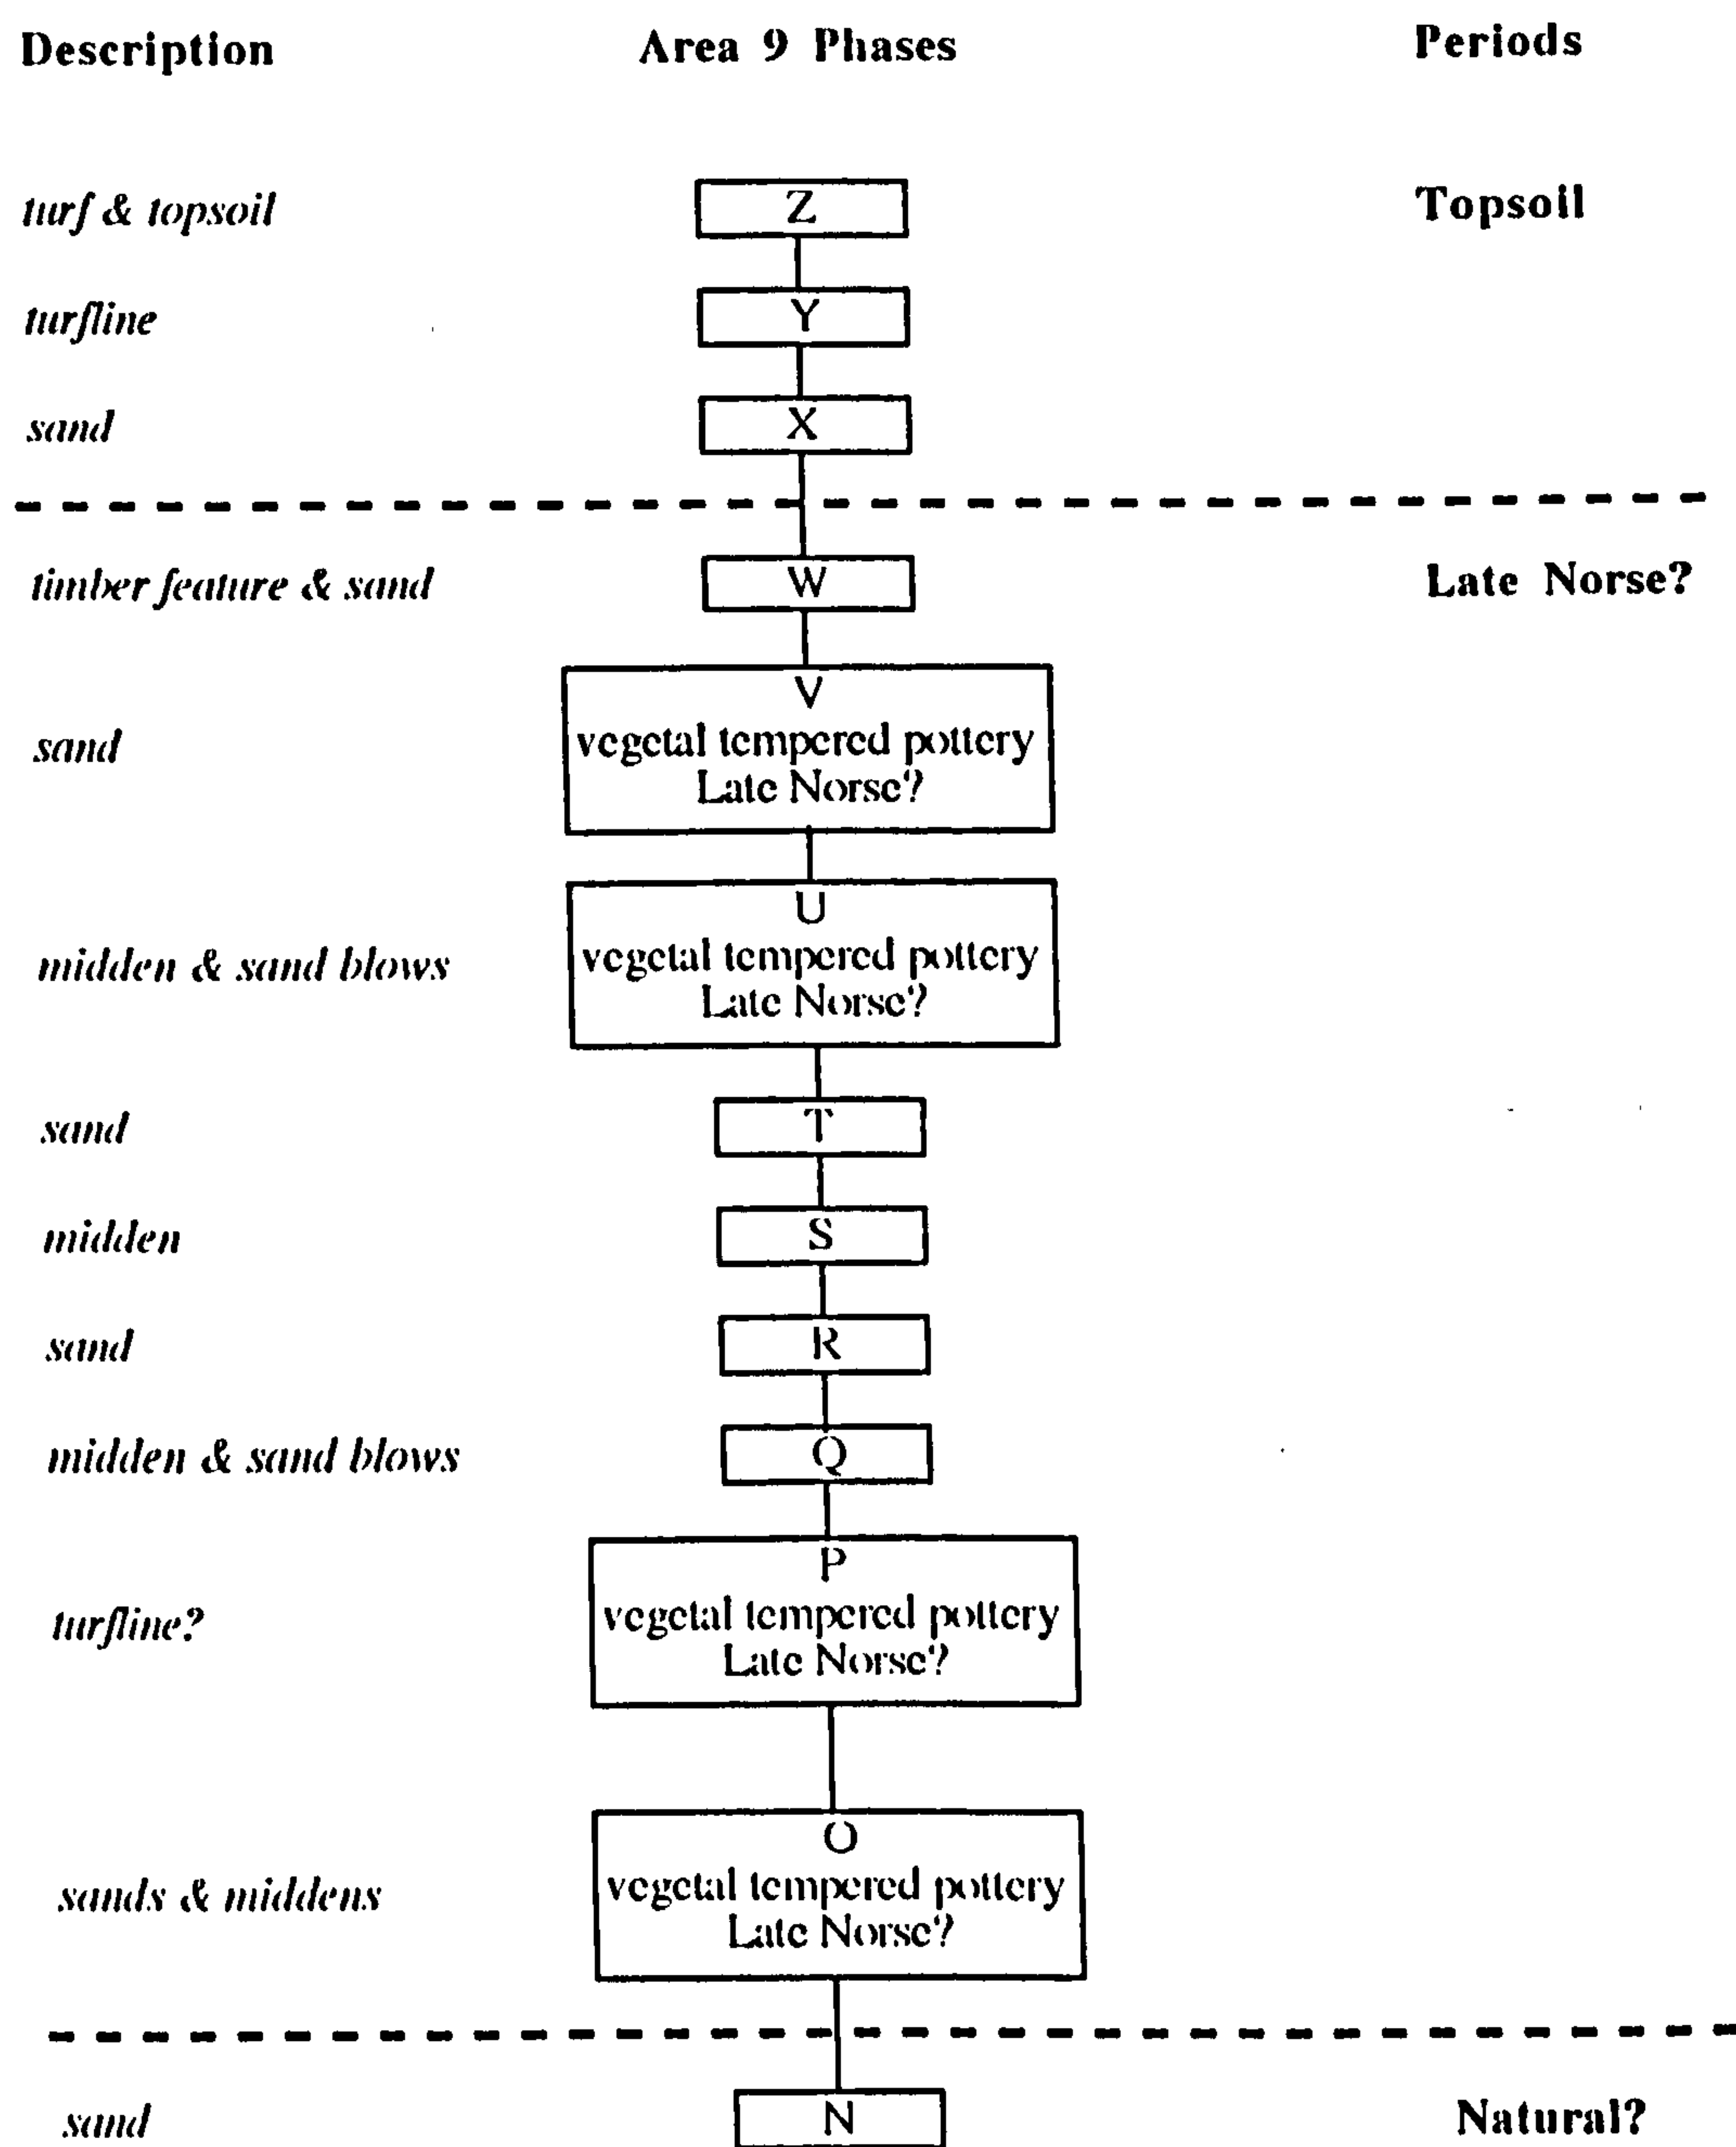 Description Area 9 Phases Periods
turf & topsoil Z Topsoil
turfline Y
sand X
timber feature & sand W Late Norse?
V
sand vegetal tempered pottery
Late Norse?
U
midden & sand blows vegetal tempered pottery
Late Norse?
sand T
midden S
sand R
midden & sand blows Q
P
turfline? vegetal tempered pottery
Late Norse?
O
sands & middens vegetal tempered pottery
Late Norse?
sand N Natural?